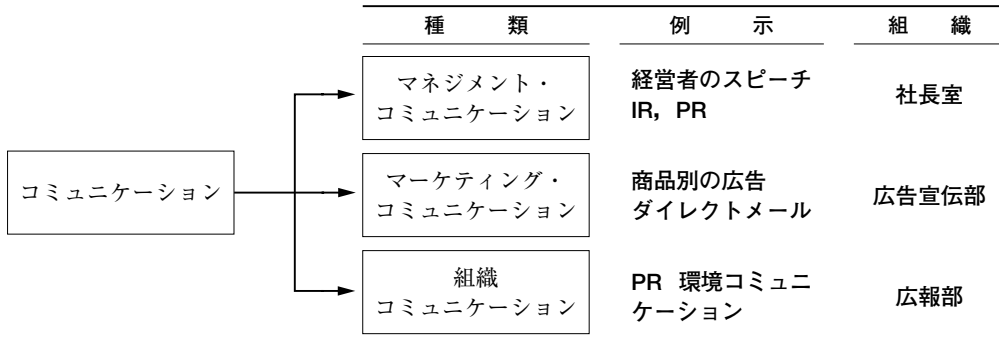 種 類 例 示 組 織
マネジメント・
コミュニケーション
経営者のスピーチ
IR, PR
社長室
コミュニケーション
マーケティング・
コミュニケーション
商品別の広告
ダイレクトメール
広告宣伝部
組織
コミュニケーション
PR 環境コミュニ
ケーション
広報部